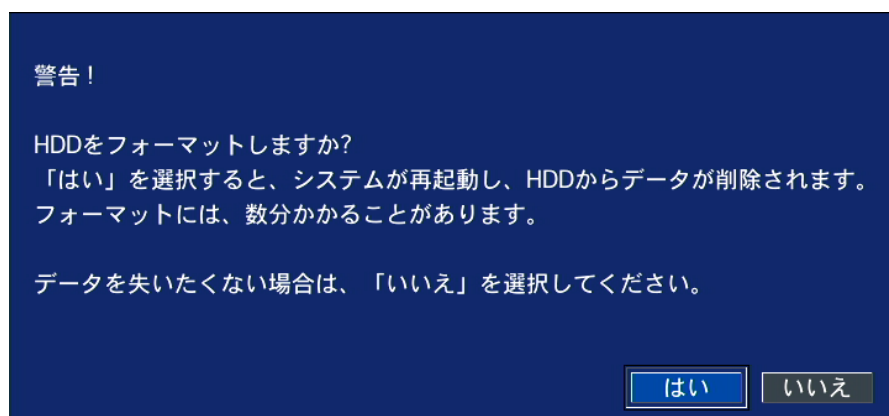 警告！
HDDをフォーマットしますか?
「はい」を選択すると、システムが再起動し、HDDからデータが削除されます。
フォーマットには、数分かかることがあります。
データを失いたくない場合は、「いいえ」を選択してください。
はい
いいえ